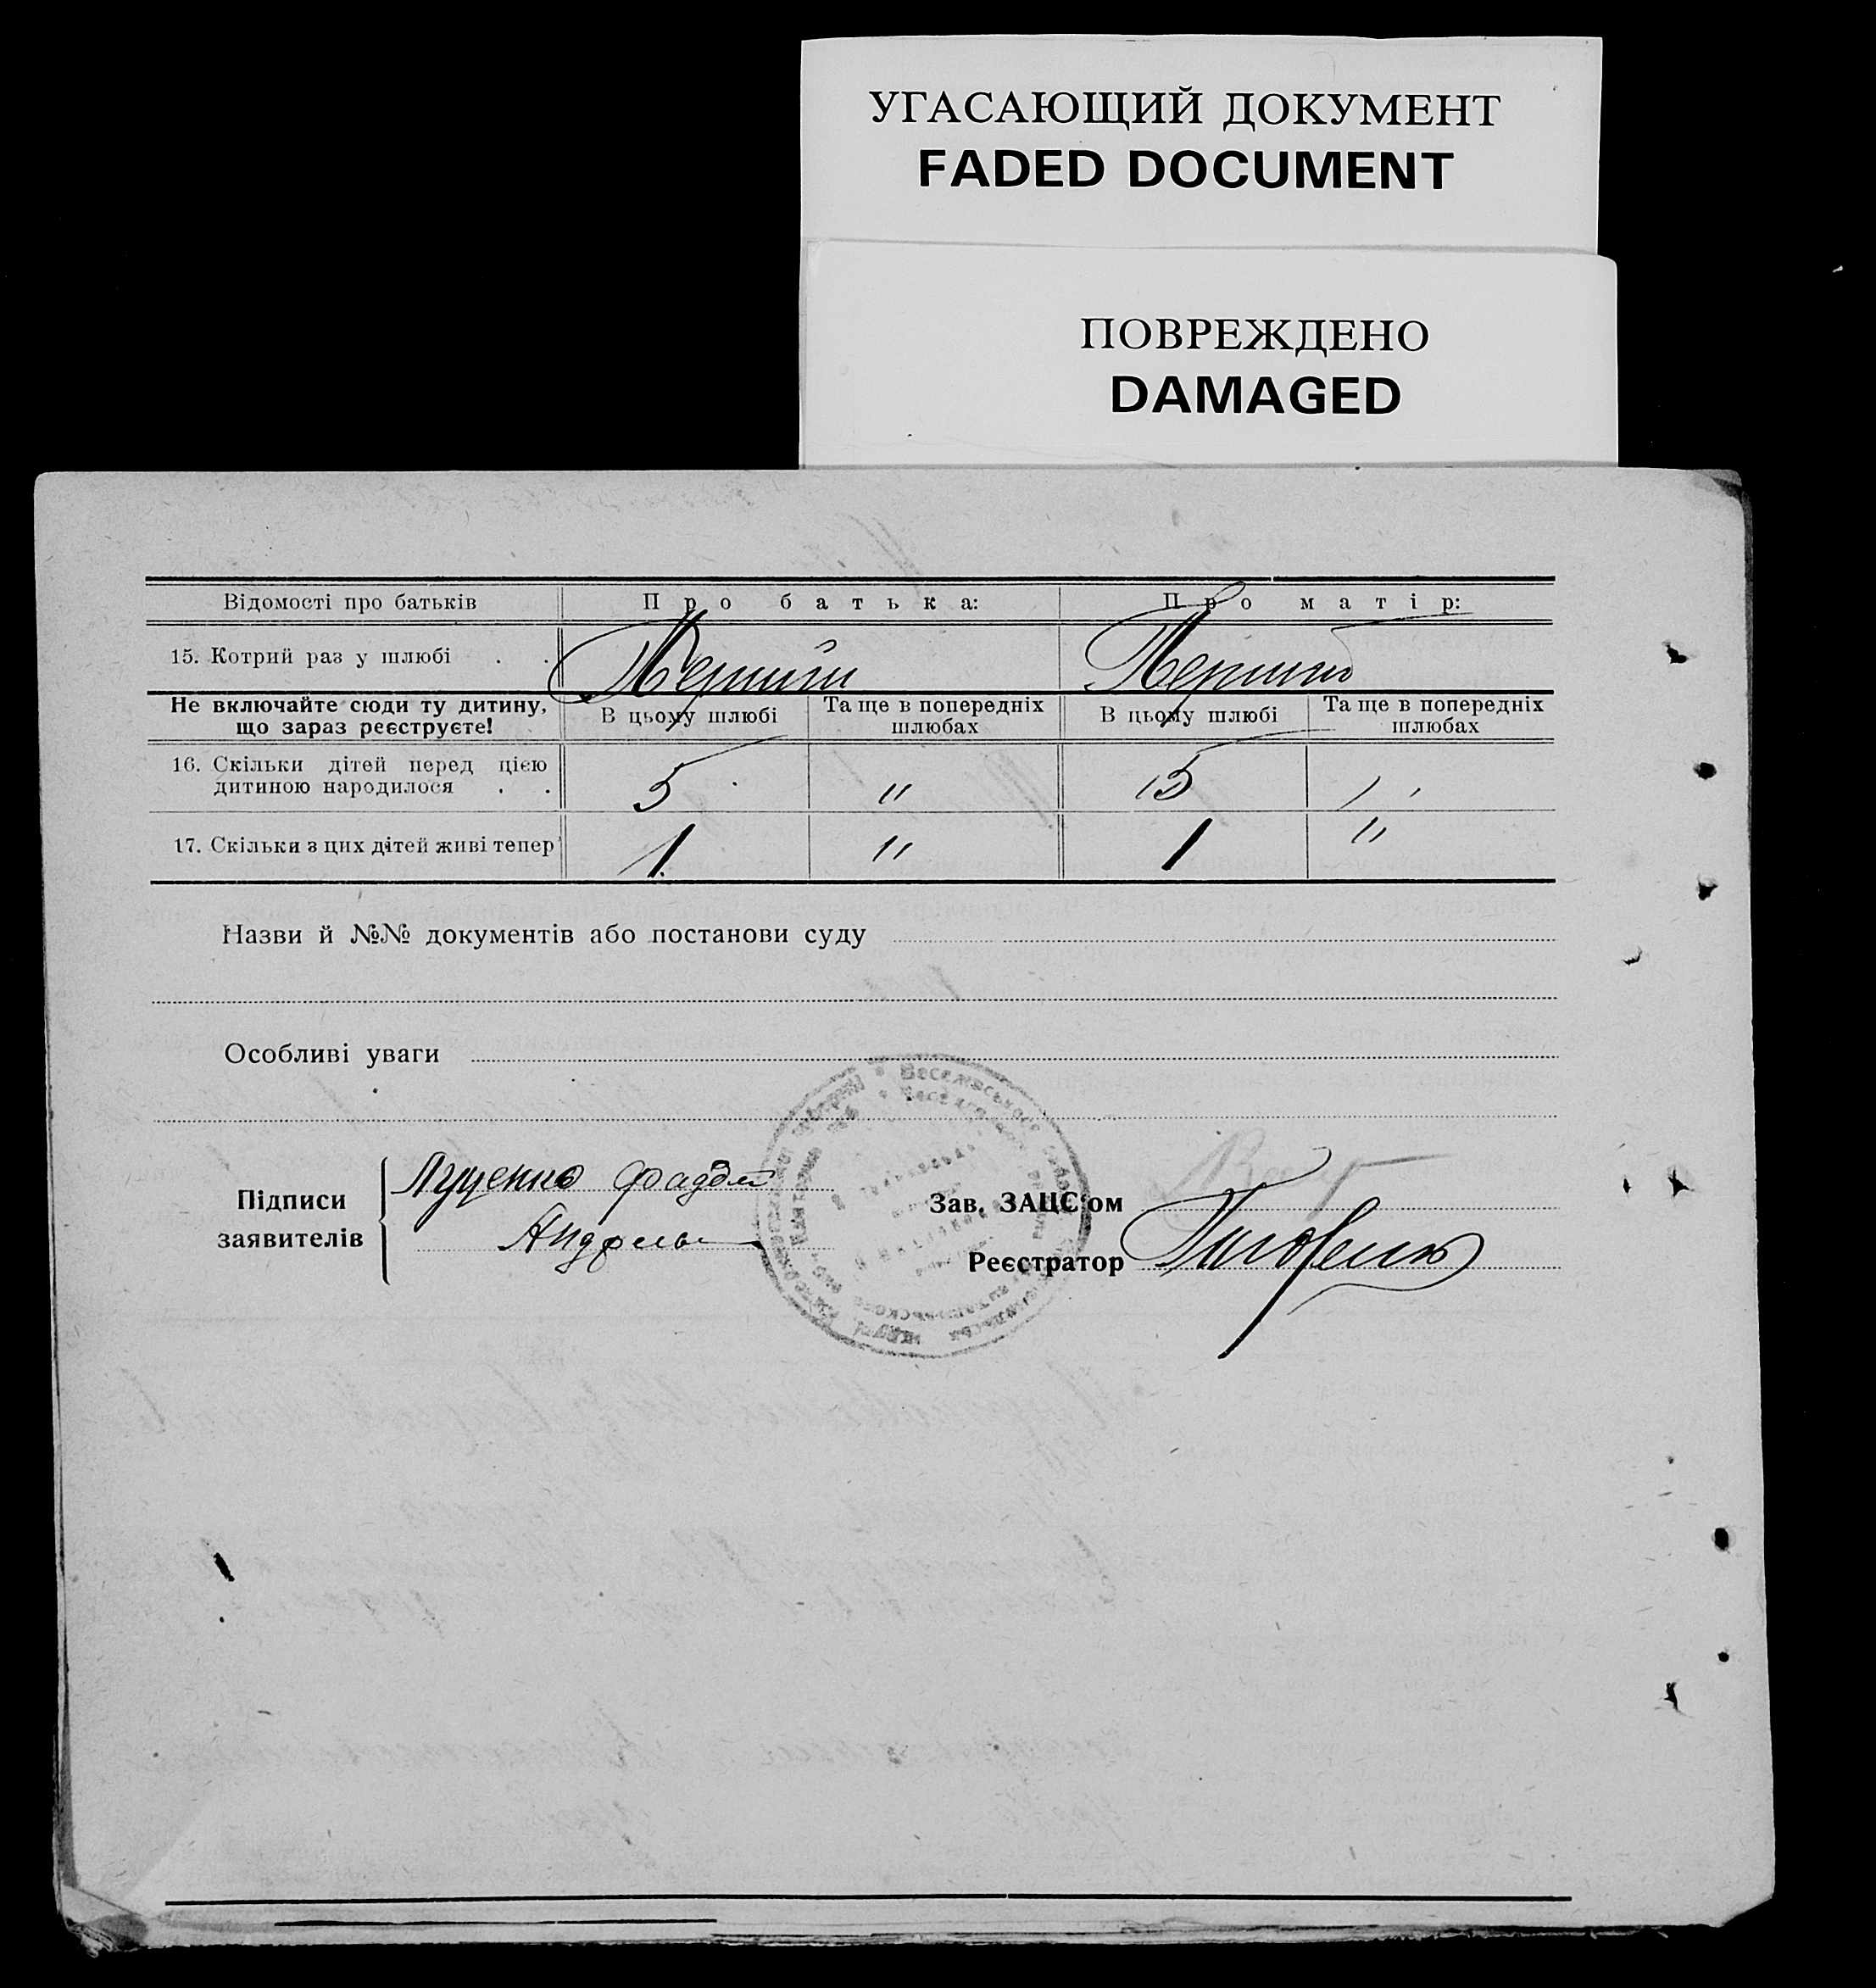 УГАСАЮЩИЙ ДОКУМЕНТ
FADED DOCUMENT
ПОВРЕЖДЕНО
DAMAGED
Відомості про батьків Про батька: Про матір:
15. Котрий раз у шлюбі . . Перший Перший
Не включайте сюди ту дитину, що зараз реєструєте! В цьому шлюбі Та ще в попередніх шлюбах В цьому шлюбі Та ще в попередніх шлюбах
16. Скільки дітей перед цією
дитиною народилося . . 5 " 5 "
17. Скільки з цих дітей живі тепер 1 " 1 "
Назви й №№ документів або постанови суду
Особливі уваги
Підписи
заявителів
Луценко
Зав. ЗАЦС'ом
Реєстратор